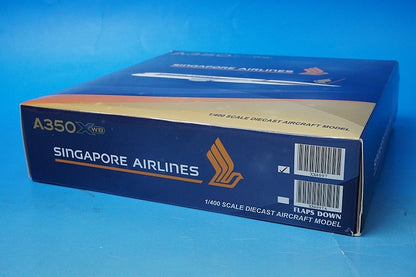 A350
SINGAPORE AIRLINES
1/400 SCALE DIECAST AIRCRAFT MODEL
A350XWB
SINGAPORE AIRLINES
FLAPS DOWN
1/400 SCALE DIECAST AIRCRAFT MODEL